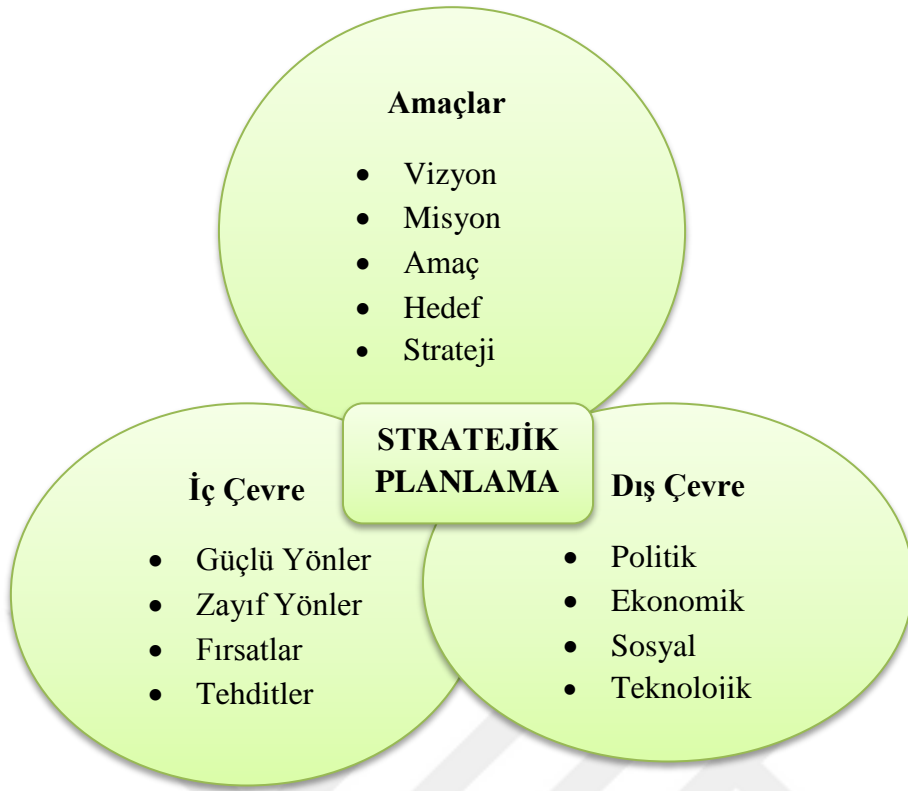 Amaçlar
• Vizyon
• Misyon
• Amaç
• Hedef
• Strateji
STRATEJİK
PLANLAMA
İç Çevre
• Güçlü Yönler
• Zayıf Yönler
• Fırsatlar
• Tehditler
Dış Çevre
• Politik
• Ekonomik
• Sosyal
• Teknolojik